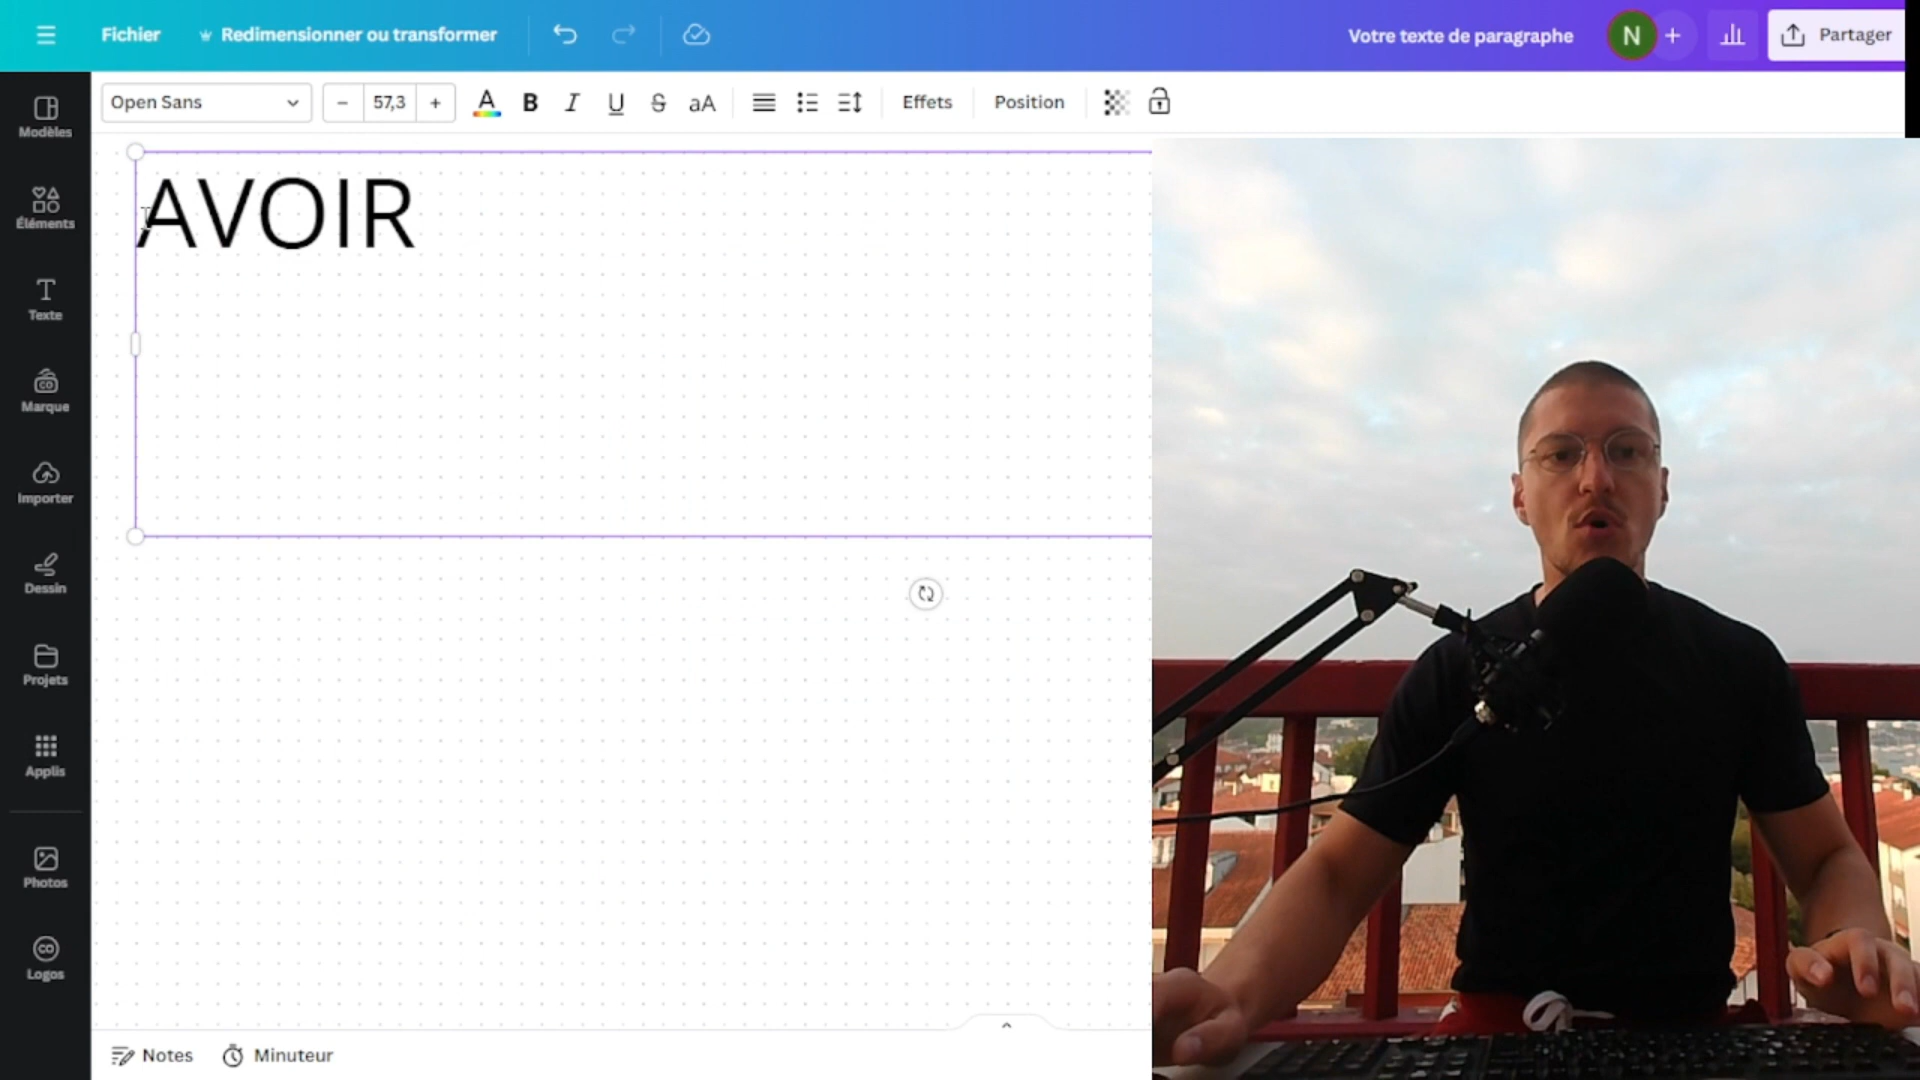 Fichier
Redimensionner ou transformer
Votre texte de paragraphe
N
Partager
Open Sans
57,3
A
B
I
U
S
aA
Effets
Position
Modèles
Éléments
Texte
Marque
Importer
Dessin
Projets
Applis
Photos
Logos
AVOIR
Notes
Minuteur